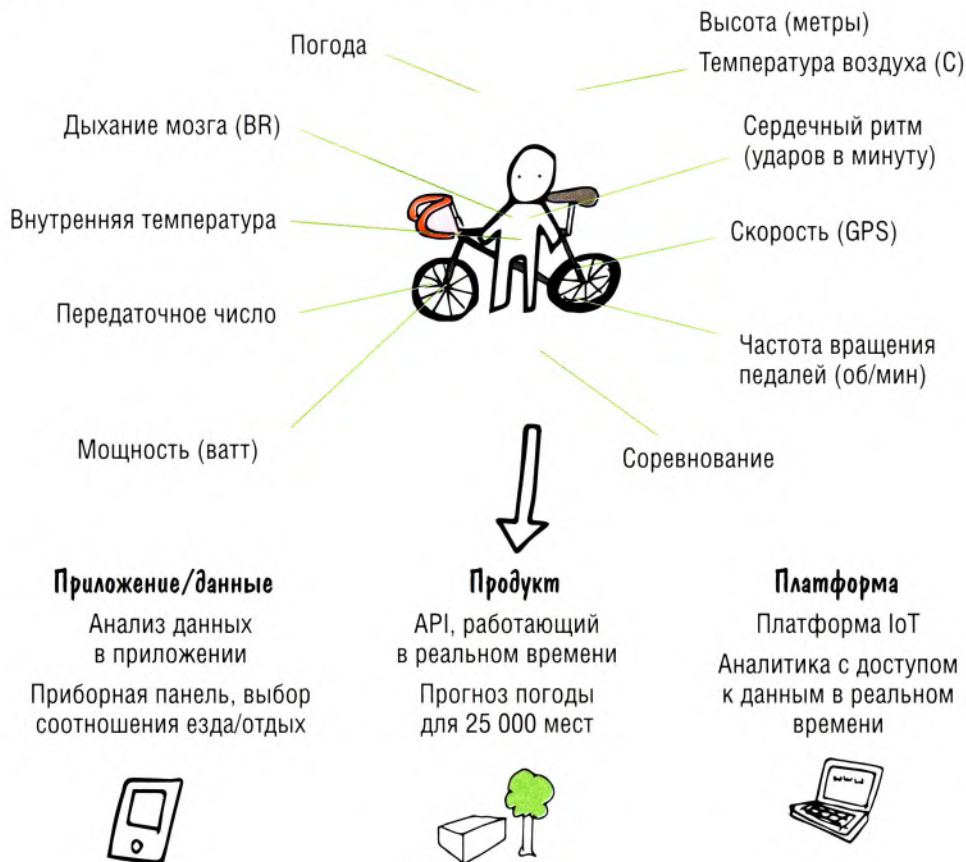 Погода
Высота (метры)
Температура воздуха (С)
Дыхание мозга (BR)
Сердечный ритм
(ударов в минуту)
Внутренняя температура
Скорость (GPS)
Передаточное число
Частота вращения
педалей (об/мин)
Мощность (ватт)
Соревнование
Приложение/данные
Анализ данных
в приложении
Приборная панель, выбор
соотношения езда/отдых
Продукт
API, работающий
в реальном времени
Прогноз погоды
для 25 000 мест
Платформа
Платформа IoT
Аналитика с доступом
к данным в реальном
времени